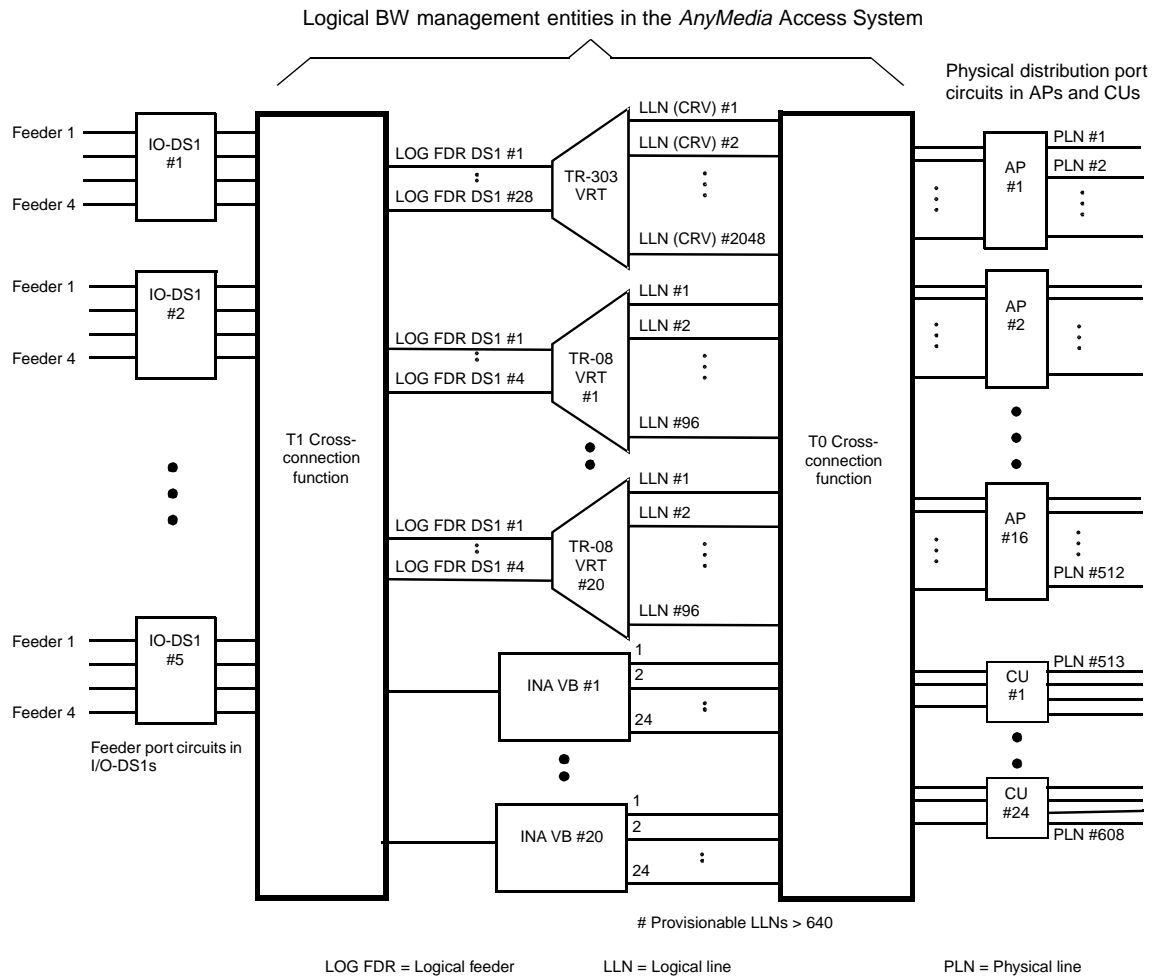 Logical BW management entities in the AnyMedia Access System
Physical distribution port
circuits in APs and CUs
Feeder 1
Feeder 4
IO-DS1
#1
Feeder 1
Feeder 4
IO-DS1
#2
Feeder 1
Feeder 4
IO-DS1
#5
Feeder port circuits in
I/O-DS1s
T1 Cross-
connection
function
LOG FDR DS1 #1
LOG FDR DS1 #28
TR-303
VRT
LLN (CRV) #1
LLN (CRV) #2
LLN (CRV) #2048
LOG FDR DS1 #1
LOG FDR DS1 #4
TR-08
VRT
#1
LLN #1
LLN #2
LLN #96
LOG FDR DS1 #1
LOG FDR DS1 #4
TR-08
VRT
#20
LLN #1
LLN #2
LLN #96
INA VB #1
1
2
24
INA VB #20
1
2
24
T0 Cross-
connection
function
AP
#1
PLN #1
PLN #2
AP
#2
AP
#16
PLN #512
CU
#1
PLN #513
CU
#24
PLN #608
# Provisionable LLNs > 640
LOG FDR = Logical feeder
LLN = Logical line
PLN = Physical line